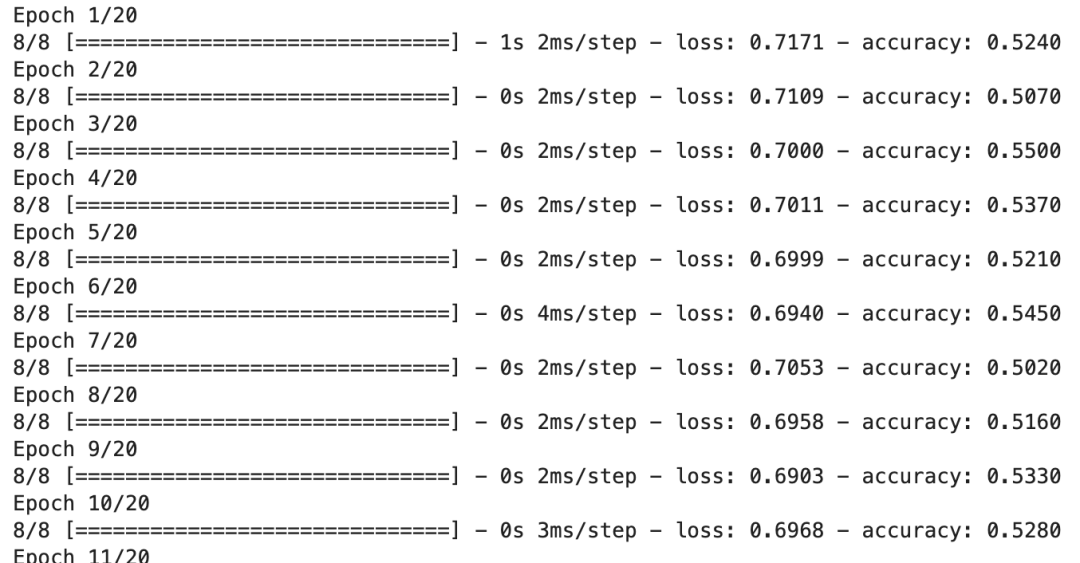 Epoch 1/20
8/8 [==============================] - 1s 2ms/step - loss: 0.7171 - accuracy: 0.5240
Epoch 2/20
8/8 [==============================] - 0s 2ms/step - loss: 0.7109 - accuracy: 0.5070
Epoch 3/20
8/8 [==============================] - 0s 2ms/step - loss: 0.7000 - accuracy: 0.5500
Epoch 4/20
8/8 [==============================] - 0s 2ms/step - loss: 0.7011 - accuracy: 0.5370
Epoch 5/20
8/8 [==============================] - 0s 2ms/step - loss: 0.6999 - accuracy: 0.5210
Epoch 6/20
8/8 [==============================] - 0s 4ms/step - loss: 0.6940 - accuracy: 0.5450
Epoch 7/20
8/8 [==============================] - 0s 2ms/step - loss: 0.7053 - accuracy: 0.5020
Epoch 8/20
8/8 [==============================] - 0s 2ms/step - loss: 0.6958 - accuracy: 0.5160
Epoch 9/20
8/8 [==============================] - 0s 2ms/step - loss: 0.6903 - accuracy: 0.5330
Epoch 10/20
8/8 [==============================] - 0s 3ms/step - loss: 0.6968 - accuracy: 0.5280
Epoch 11/20